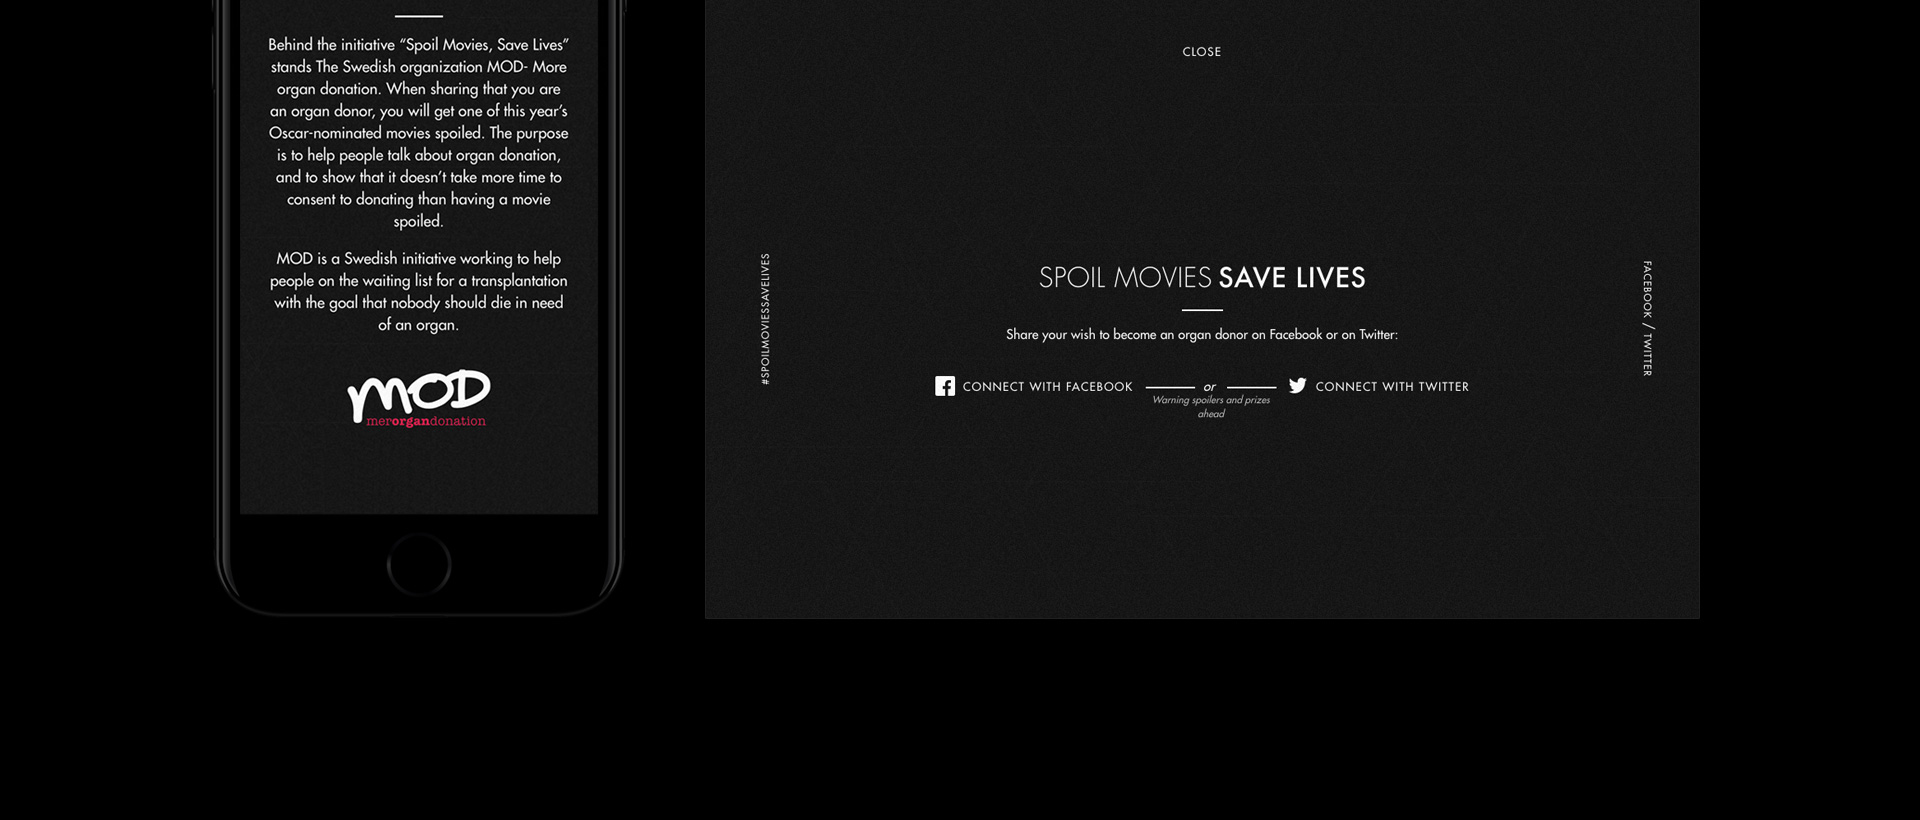 Behind the initiative “Spoil Movies, Save Lives”
stands The Swedish organization MOD- More
organ donation. When sharing that you are
an organ donor, you will get one of this year’s
Oscar-nominated movies spoiled. The purpose
is to help people talk about organ donation,
and to show that it doesn’t take more time to
consent to donating than having a movie
spoiled.
MOD is a Swedish initiative working to help
people on the waiting list for a transplantation
with the goal that nobody should die in need
of an organ.
MOD
merorgandonation
CLOSE
#SPOILMOVIESSAVELIVES
SPOIL MOVIES SAVE LIVES
Share your wish to become an organ donor on Facebook or on Twitter:
CONNECT WITH FACEBOOK or CONNECT WITH TWITTER
Warning spoilers and prizes
ahead
FACEBOOK / TWITTER